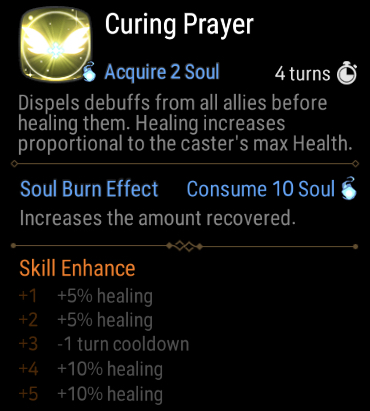 Curing Prayer
Acquire 2 Soul 4 turns
Dispels debuffs from all allies before
healing them. Healing increases
proportional to the caster's max Health.
Soul Burn Effect Consume 10 Soul
Increases the amount recovered.
Skill Enhance
+1 +5% healing
+2 +5% healing
+3 -1 turn cooldown
+4 +10% healing
+5 +10% healing